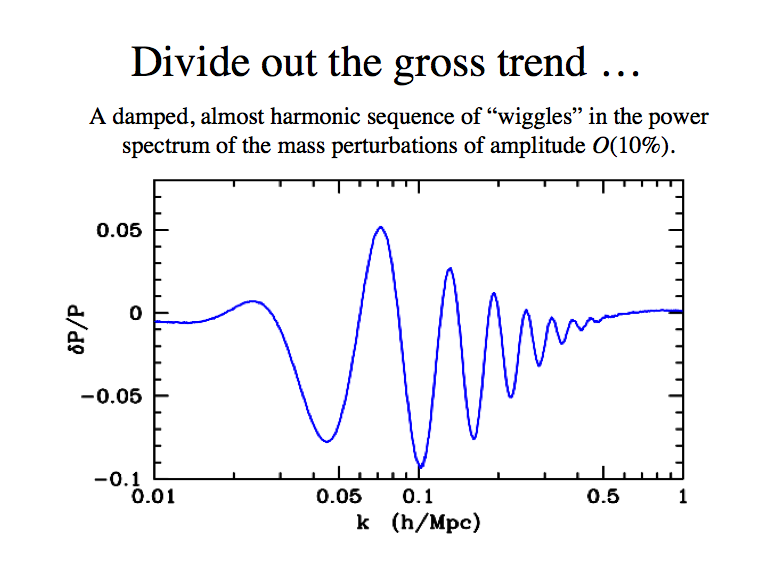 Divide out the gross trend …
A damped, almost harmonic sequence of “wiggles” in the power
spectrum of the mass perturbations of amplitude O(10%).
0.05
0
−0.05
−0.1
δP/P
0.01 0.05 0.1 0.5 1
k (h/Mpc)